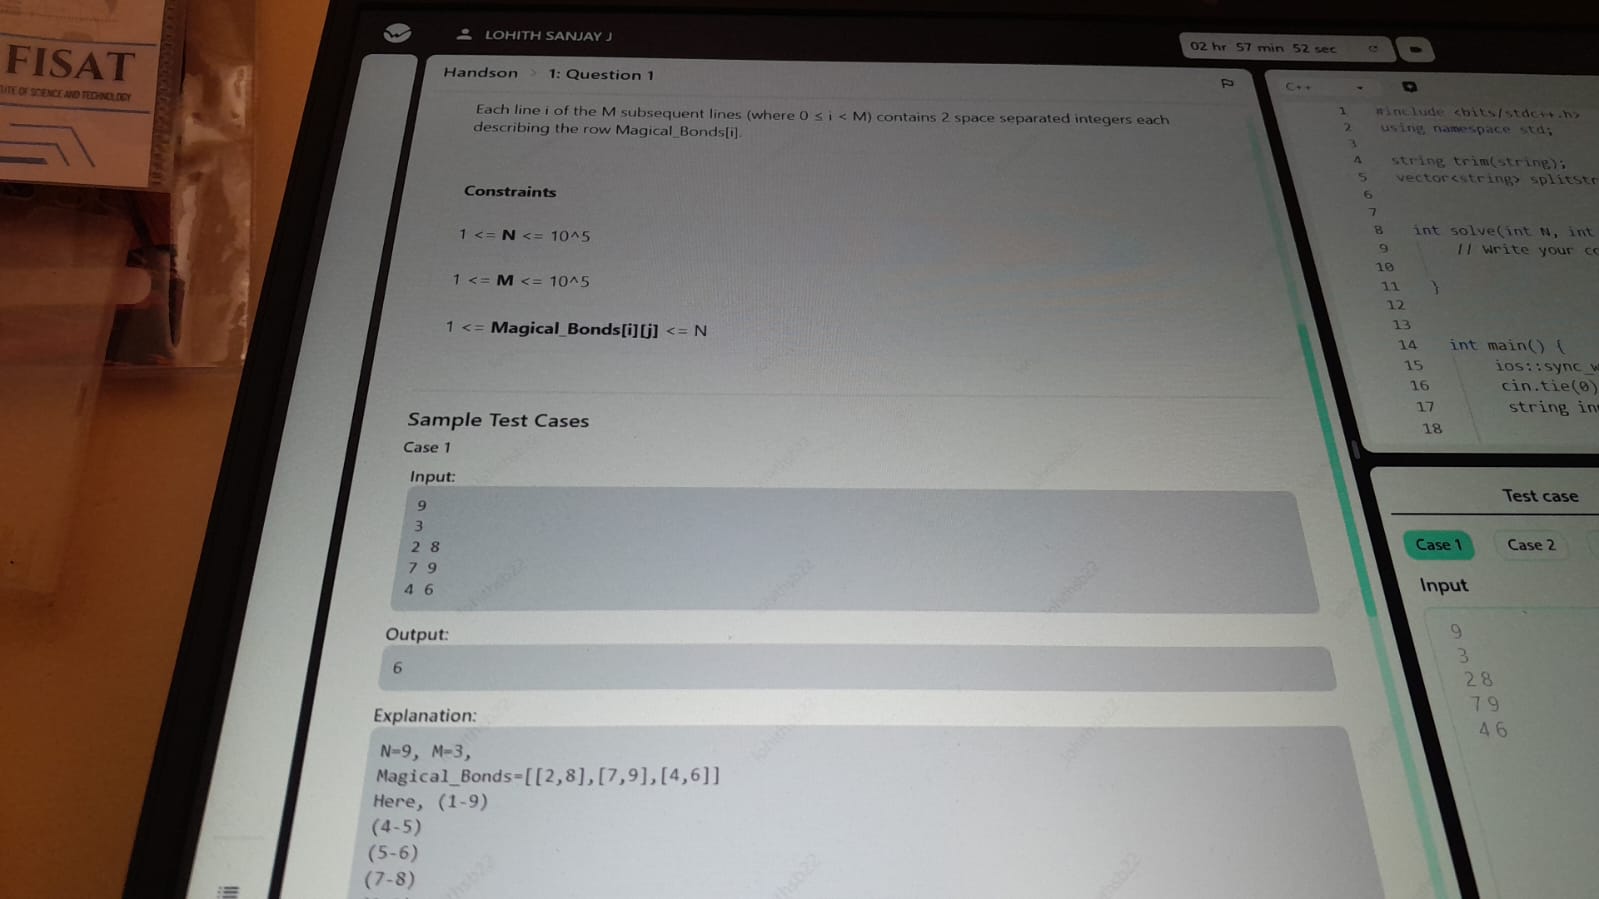 FISAT
UTE OF SCIENCE AND TECHNOLOGY
LOHITH SANJAY J
02 hr 57 min 52 sec
Handson > 1: Question 1
Each line i of the M subsequent lines (where 0 ≤ i < M) contains 2 space separated integers each
describing the row Magical_Bonds[i].
Constraints
1 <= N <= 10^5
1 <= M <= 10^5
1 <= Magical_Bonds[i][j] <= N
Sample Test Cases
Case 1
Input:
9
3
2 8
7 9
4 6
Output:
6
Explanation:
N=9, M=3,
Magical_Bonds=[[2,8],[7,9],[4,6]]
Here, (1-9)
(4-5)
(5-6)
(7-8)
C++
1 #include <bits/stdc++.h>
2 using namespace std;
3
4 string trim(string);
5 vector<string> splitStr
6
7
8 int solve(int N, int
9 // Write your co
10
11 }
12
13
14 int main() {
15 ios::sync_w
16 cin.tie(0)
17 string in
18
Test case
Case 1 Case 2
Input
9
3
2 8
7 9
4 6